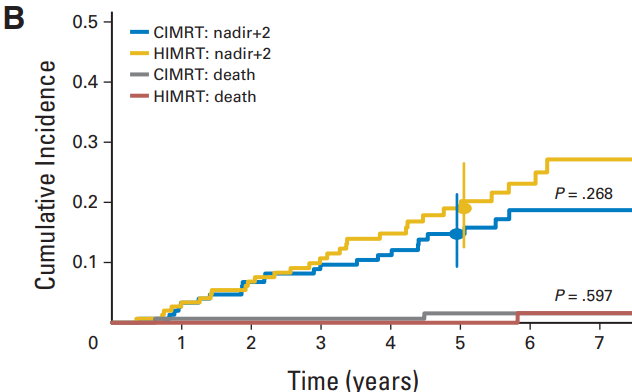 B
0.5
0.4
0.3
0.2
0.1
0
Cumulative Incidence
CIMRT: nadir+2
HIMRT: nadir+2
CIMRT: death
HIMRT: death
P = .268
P = .597
1 2 3 4 5 6 7
Time (years)